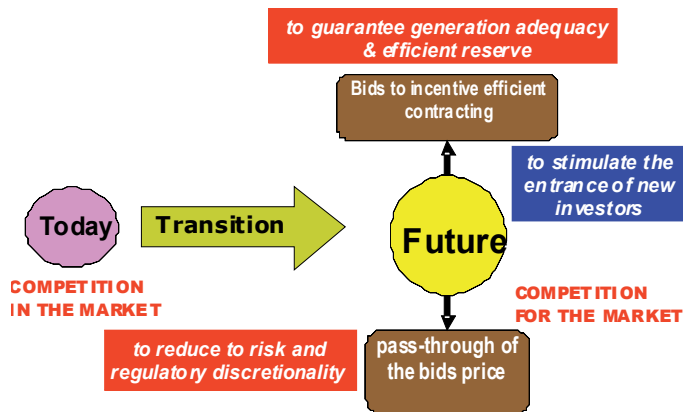 to guarantee generation adequacy
& efficient reserve
Bids to incentive efficient
contracting
to stimulate the
entrance of new
investors
Today
Transition
Future
COMPETITION
IN THE MARKET
COMPETITION
FOR THE MARKET
to reduce to risk and
regulatory discretionality
pass-through of
the bids price